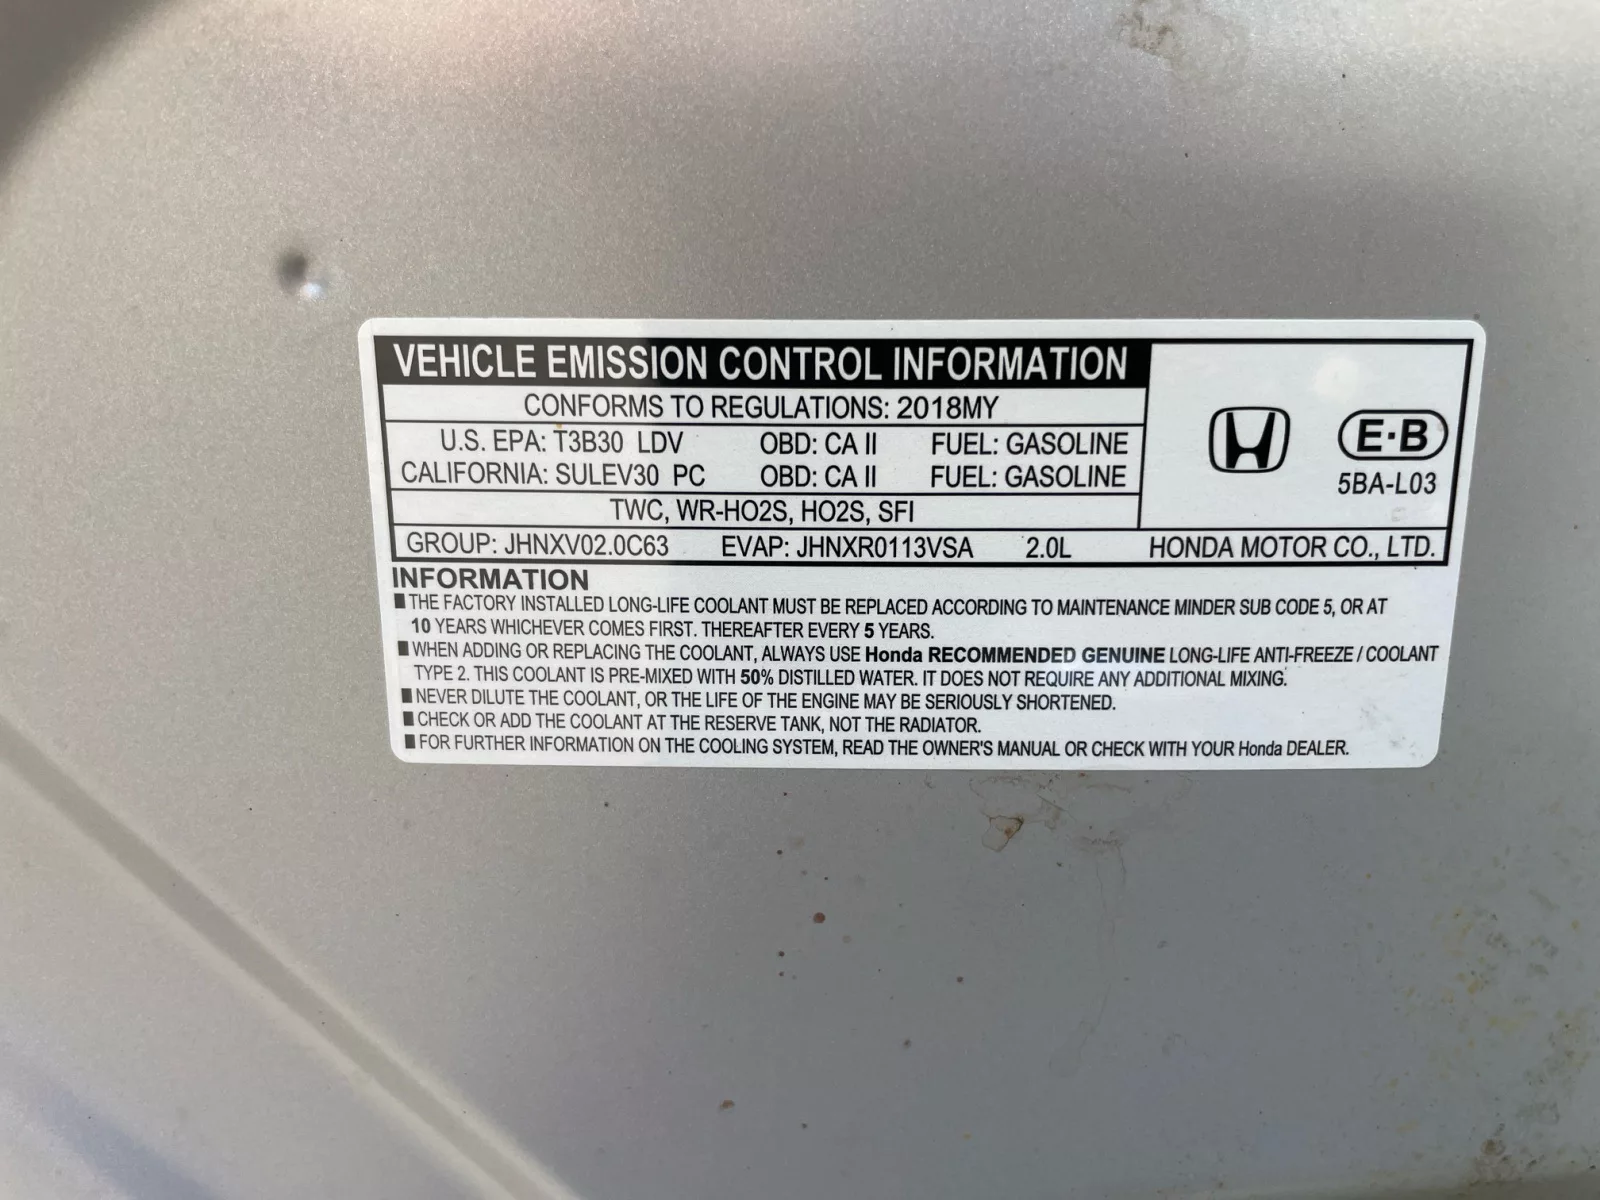 VEHICLE EMISSION CONTROL INFORMATION
CONFORMS TO REGULATIONS: 2018MY
U.S. EPA: T3B30 LDV OBD: CA II FUEL: GASOLINE
CALIFORNIA: SULEV30 PC OBD: CA II FUEL: GASOLINE
TWC, WR-HO2S, HO2S, SFI
E·B
5BA-L03
GROUP: JHNXV02.0C63 EVAP: JHNXR0113VSA 2.0L HONDA MOTOR CO., LTD.
INFORMATION
■ THE FACTORY INSTALLED LONG-LIFE COOLANT MUST BE REPLACED ACCORDING TO MAINTENANCE MINDER SUB CODE 5, OR AT
10 YEARS WHICHEVER COMES FIRST. THEREAFTER EVERY 5 YEARS.
■ WHEN ADDING OR REPLACING THE COOLANT, ALWAYS USE Honda RECOMMENDED GENUINE LONG-LIFE ANTI-FREEZE / COOLANT
TYPE 2. THIS COOLANT IS PRE-MIXED WITH 50% DISTILLED WATER. IT DOES NOT REQUIRE ANY ADDITIONAL MIXING.
■ NEVER DILUTE THE COOLANT, OR THE LIFE OF THE ENGINE MAY BE SERIOUSLY SHORTENED.
■ CHECK OR ADD THE COOLANT AT THE RESERVE TANK, NOT THE RADIATOR.
■ FOR FURTHER INFORMATION ON THE COOLING SYSTEM, READ THE OWNER'S MANUAL OR CHECK WITH YOUR Honda DEALER.